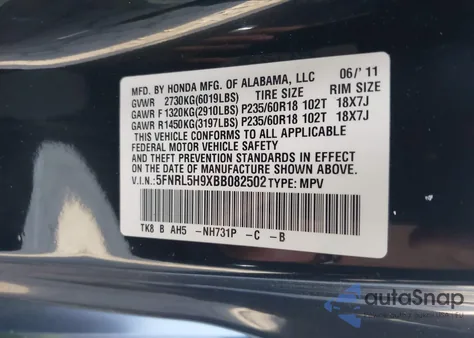 MFD. BY HONDA MFG. OF ALABAMA, LLC 06/'11
GVWR 2730KG(6019LBS) TIRE SIZE RIM SIZE
GAWR F 1320KG(2910LBS) P235/60R18 102T 18X7J
GAWR R1450KG(3197LBS) P235/60R18 102T 18X7J
THIS VEHICLE CONFORMS TO ALL APPLICABLE
FEDERAL MOTOR VEHICLE SAFETY
AND THEFT PREVENTION STANDARDS IN EFFECT ON
THE DATE OF MANUFACTURE SHOWN ABOVE.
V.I.N.: 5FNRL5H9XBB082502 TYPE: MPV
TK8 B AH5 -NH731P -C -B
autoSnap